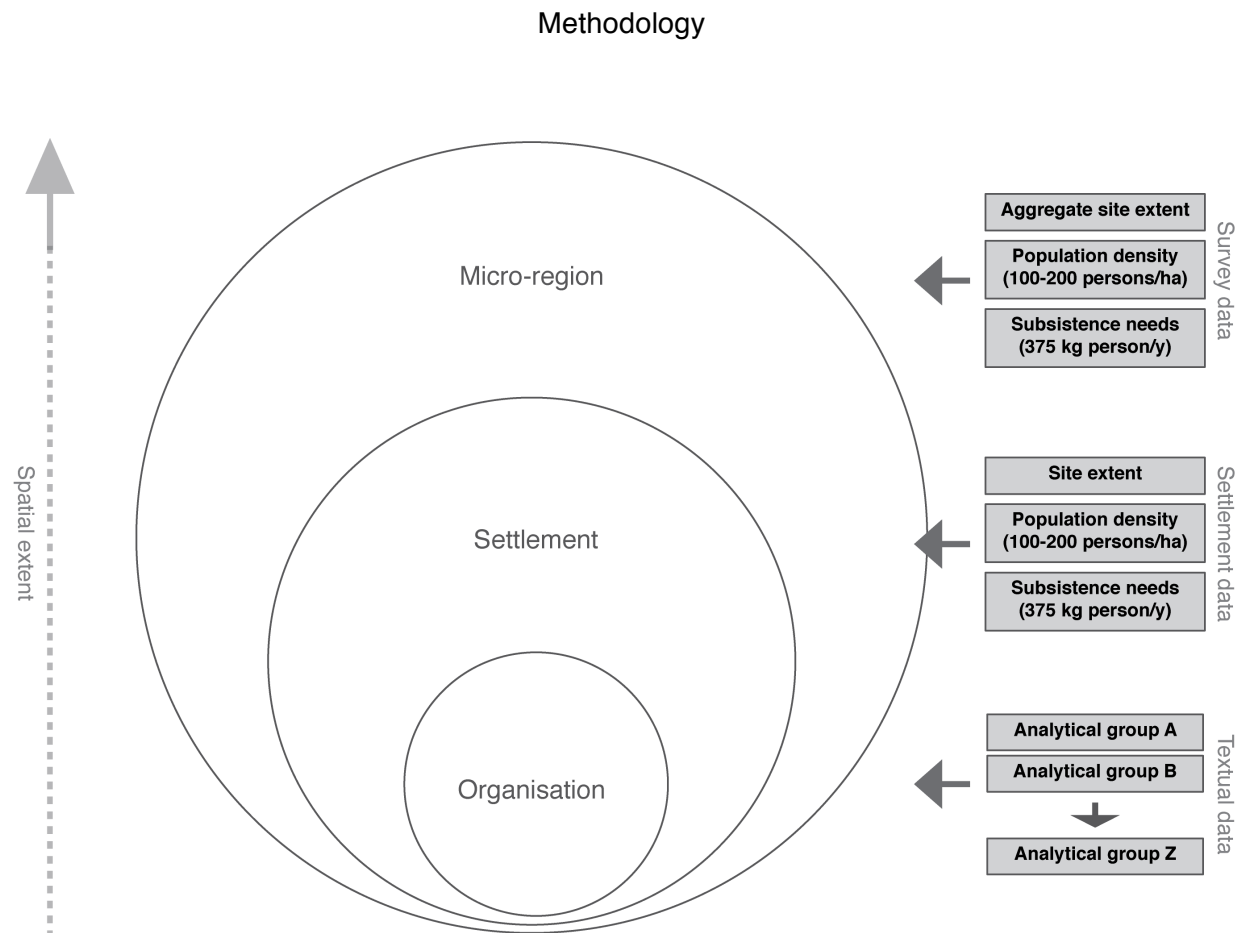 Methodology
Spatial extent
Micro-region
Aggregate site extent
Population density
(100-200 persons/ha)
Subsistence needs
(375 kg person/y)
Survey data
Settlement
Site extent
Population density
(100-200 persons/ha)
Subsistence needs
(375 kg person/y)
Settlement data
Organisation
Analytical group A
Analytical group B
Analytical group Z
Textual data